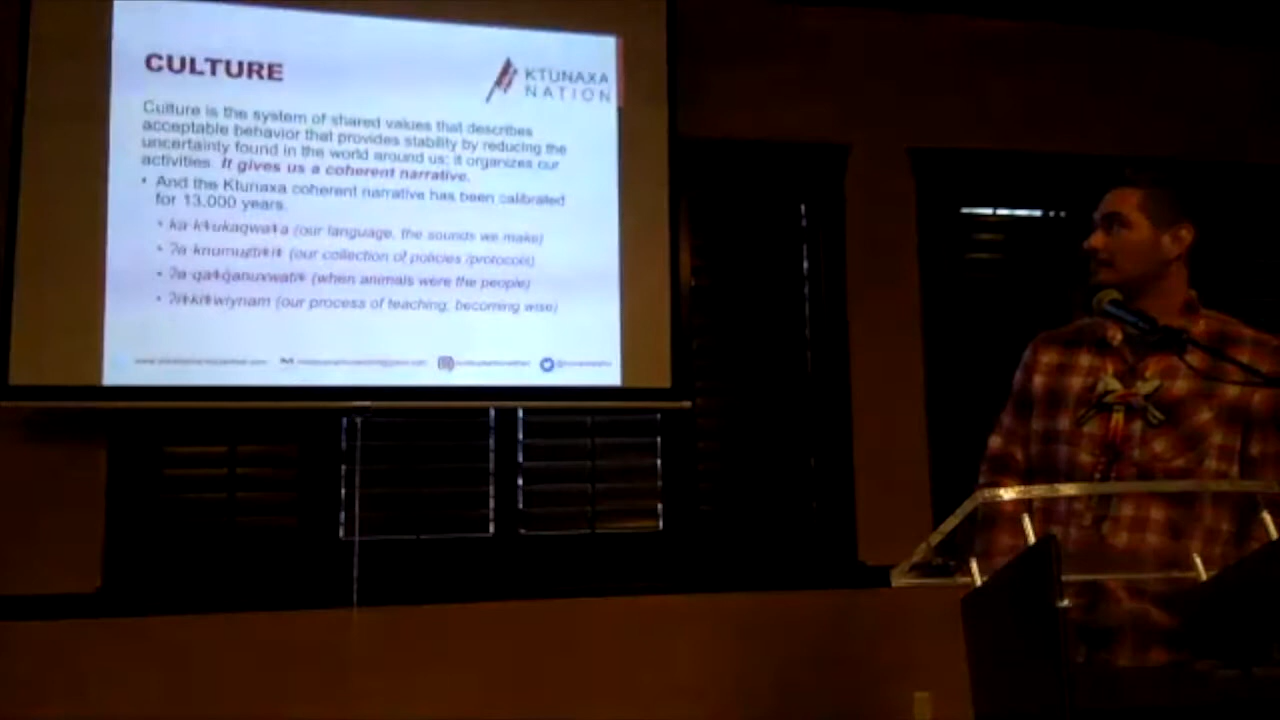 CULTURE
KTUNAXA
NATION
Culture is the system of shared values that describes
acceptable behavior that provides stability by reducing the
uncertainty found in the world around us; it organizes our
activities. It gives us a coherent narrative.
• And the Ktunaxa coherent narrative has been calibrated
for 13,000 years.
• (our language, the sounds we make)
• (our collection of policies /protocols)
• (when animals were the people)
• (our process of teaching, becoming wise)